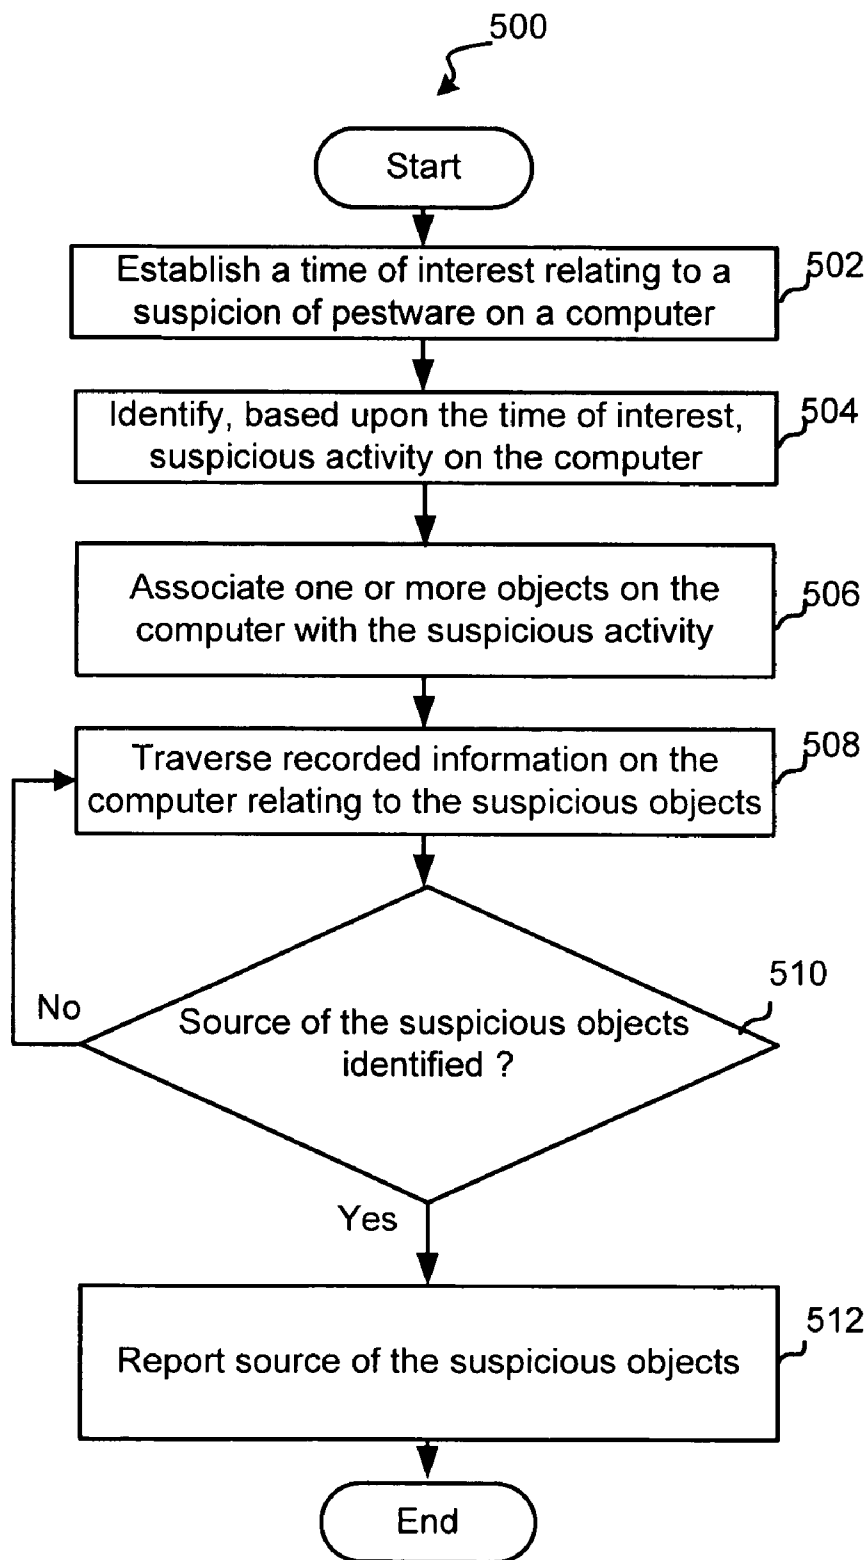 500
Start
Establish a time of interest relating to a
suspicion of pestware on a computer
502
Identify, based upon the time of interest,
suspicious activity on the computer
504
Associate one or more objects on the
computer with the suspicious activity
506
Traverse recorded information on the
computer relating to the suspicious objects
508
510
No
Source of the suspicious objects
identified ?
Yes
512
Report source of the suspicious objects
End